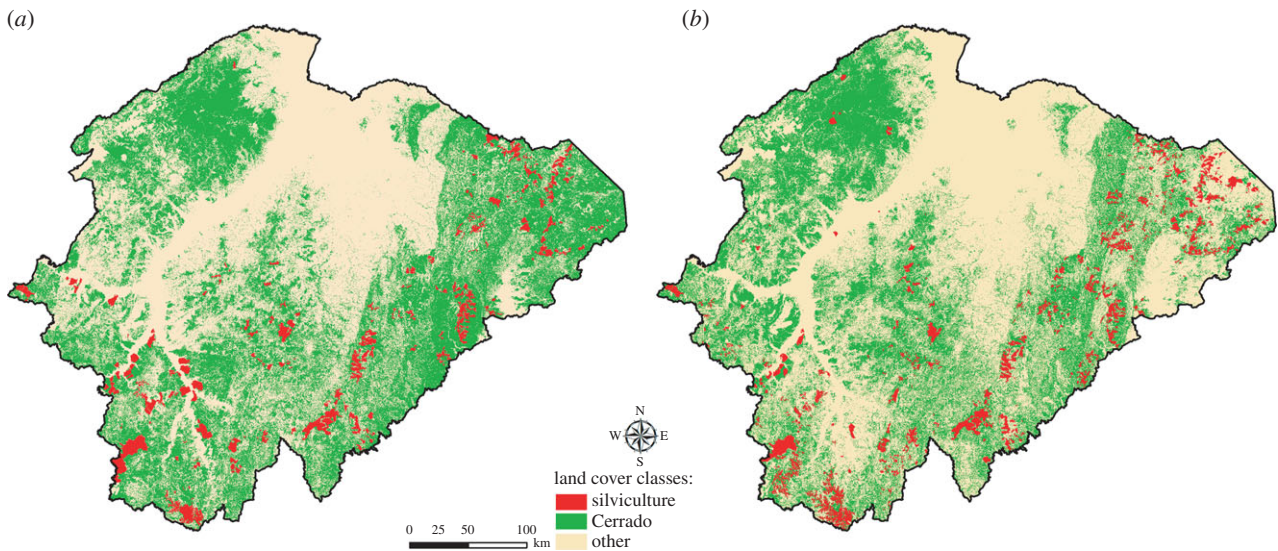 (a)
(b)
N
W E
S
land cover classes:
silviculture
Cerrado
other
0 25 50 100
km